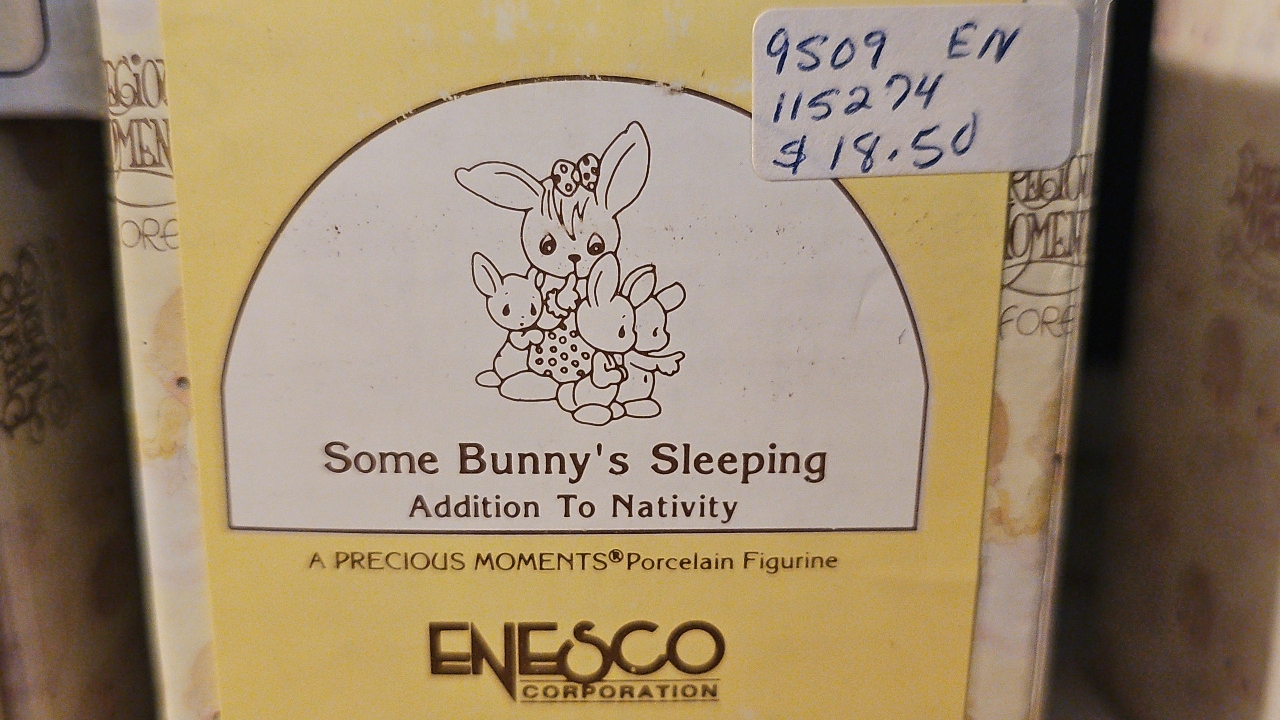 9509 EN
115274
$18.50
Some Bunny's Sleeping
Addition To Nativity
A PRECIOUS MOMENTS® Porcelain Figurine
ENESCO
CORPORATION